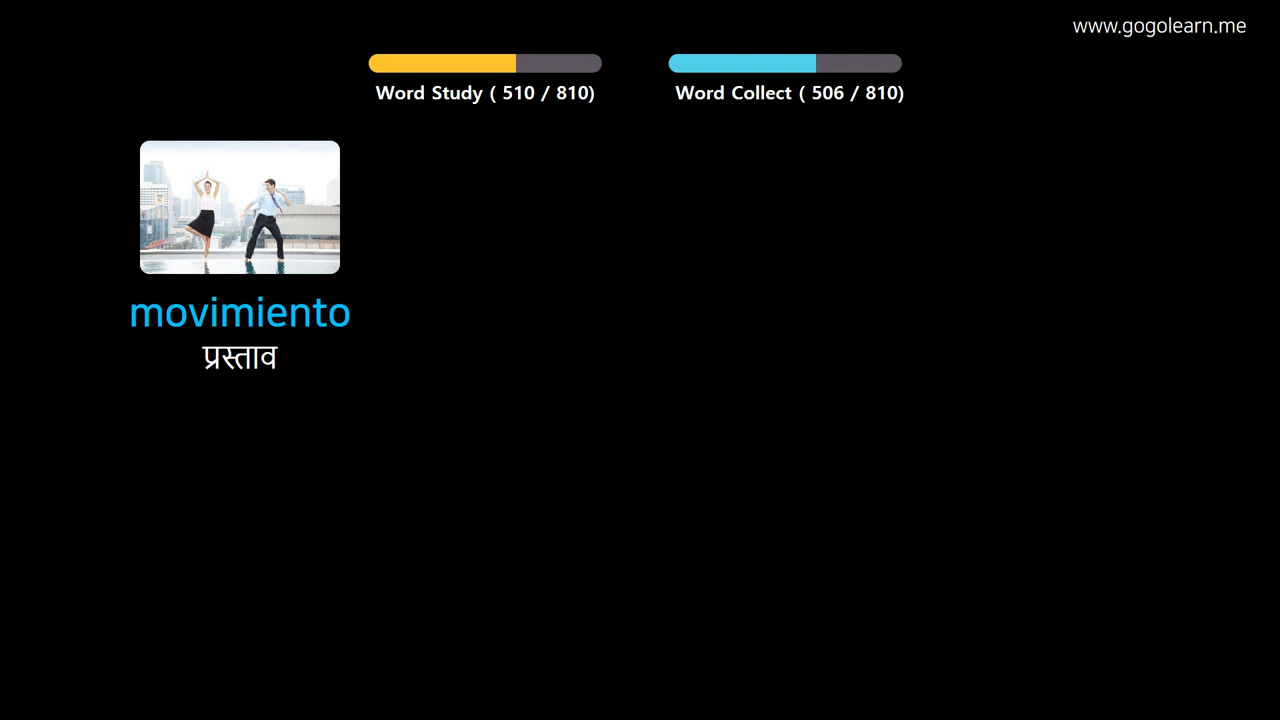 www.gogolearn.me
Word Study ( 510 / 810)
Word Collect ( 506 / 810)
movimiento
प्रस्ताव